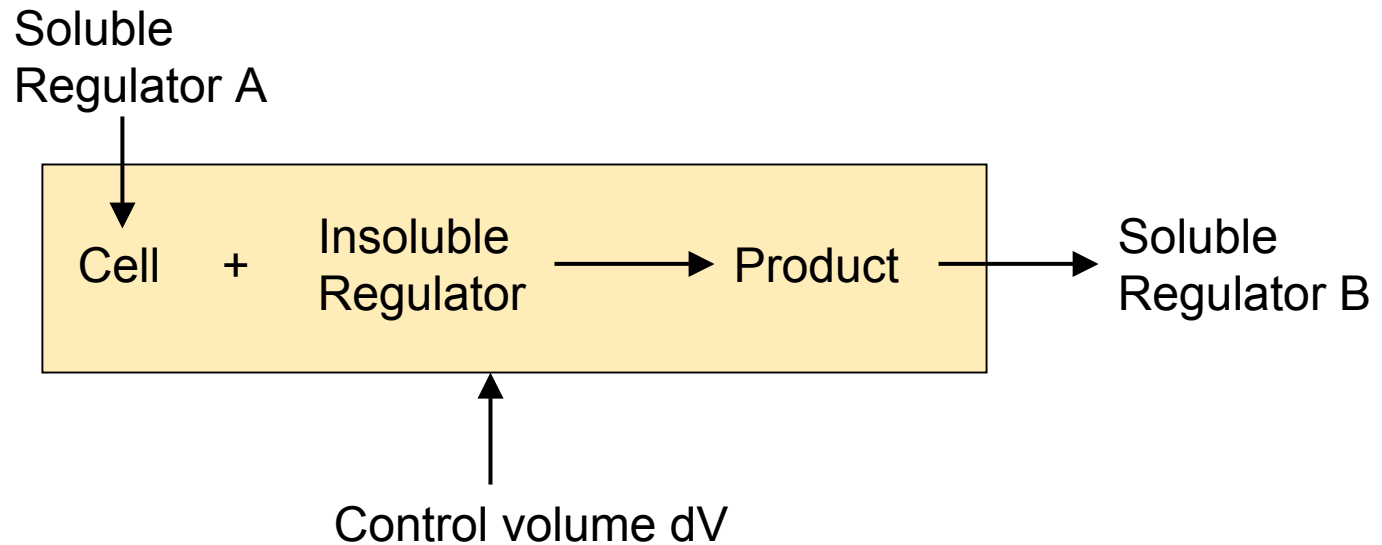 Soluble
Regulator A
Cell + Insoluble
Regulator
Product
Soluble
Regulator B
Control volume dV